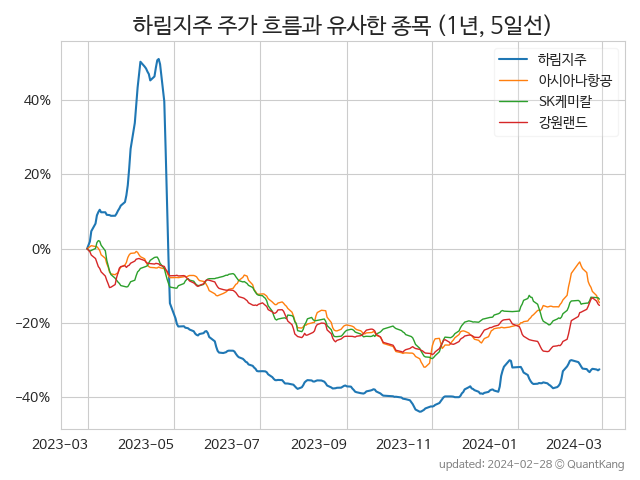 하림지주 주가 흐름과 유사한 종목 (1년, 5일선)
하림지주
아시아나항공
SK케미칼
강원랜드
40%
20%
0%
−20%
−40%
2023-03 2023-05 2023-07 2023-09 2023-11 2024-01 2024-03
updated: 2024-02-28 © QuantKang